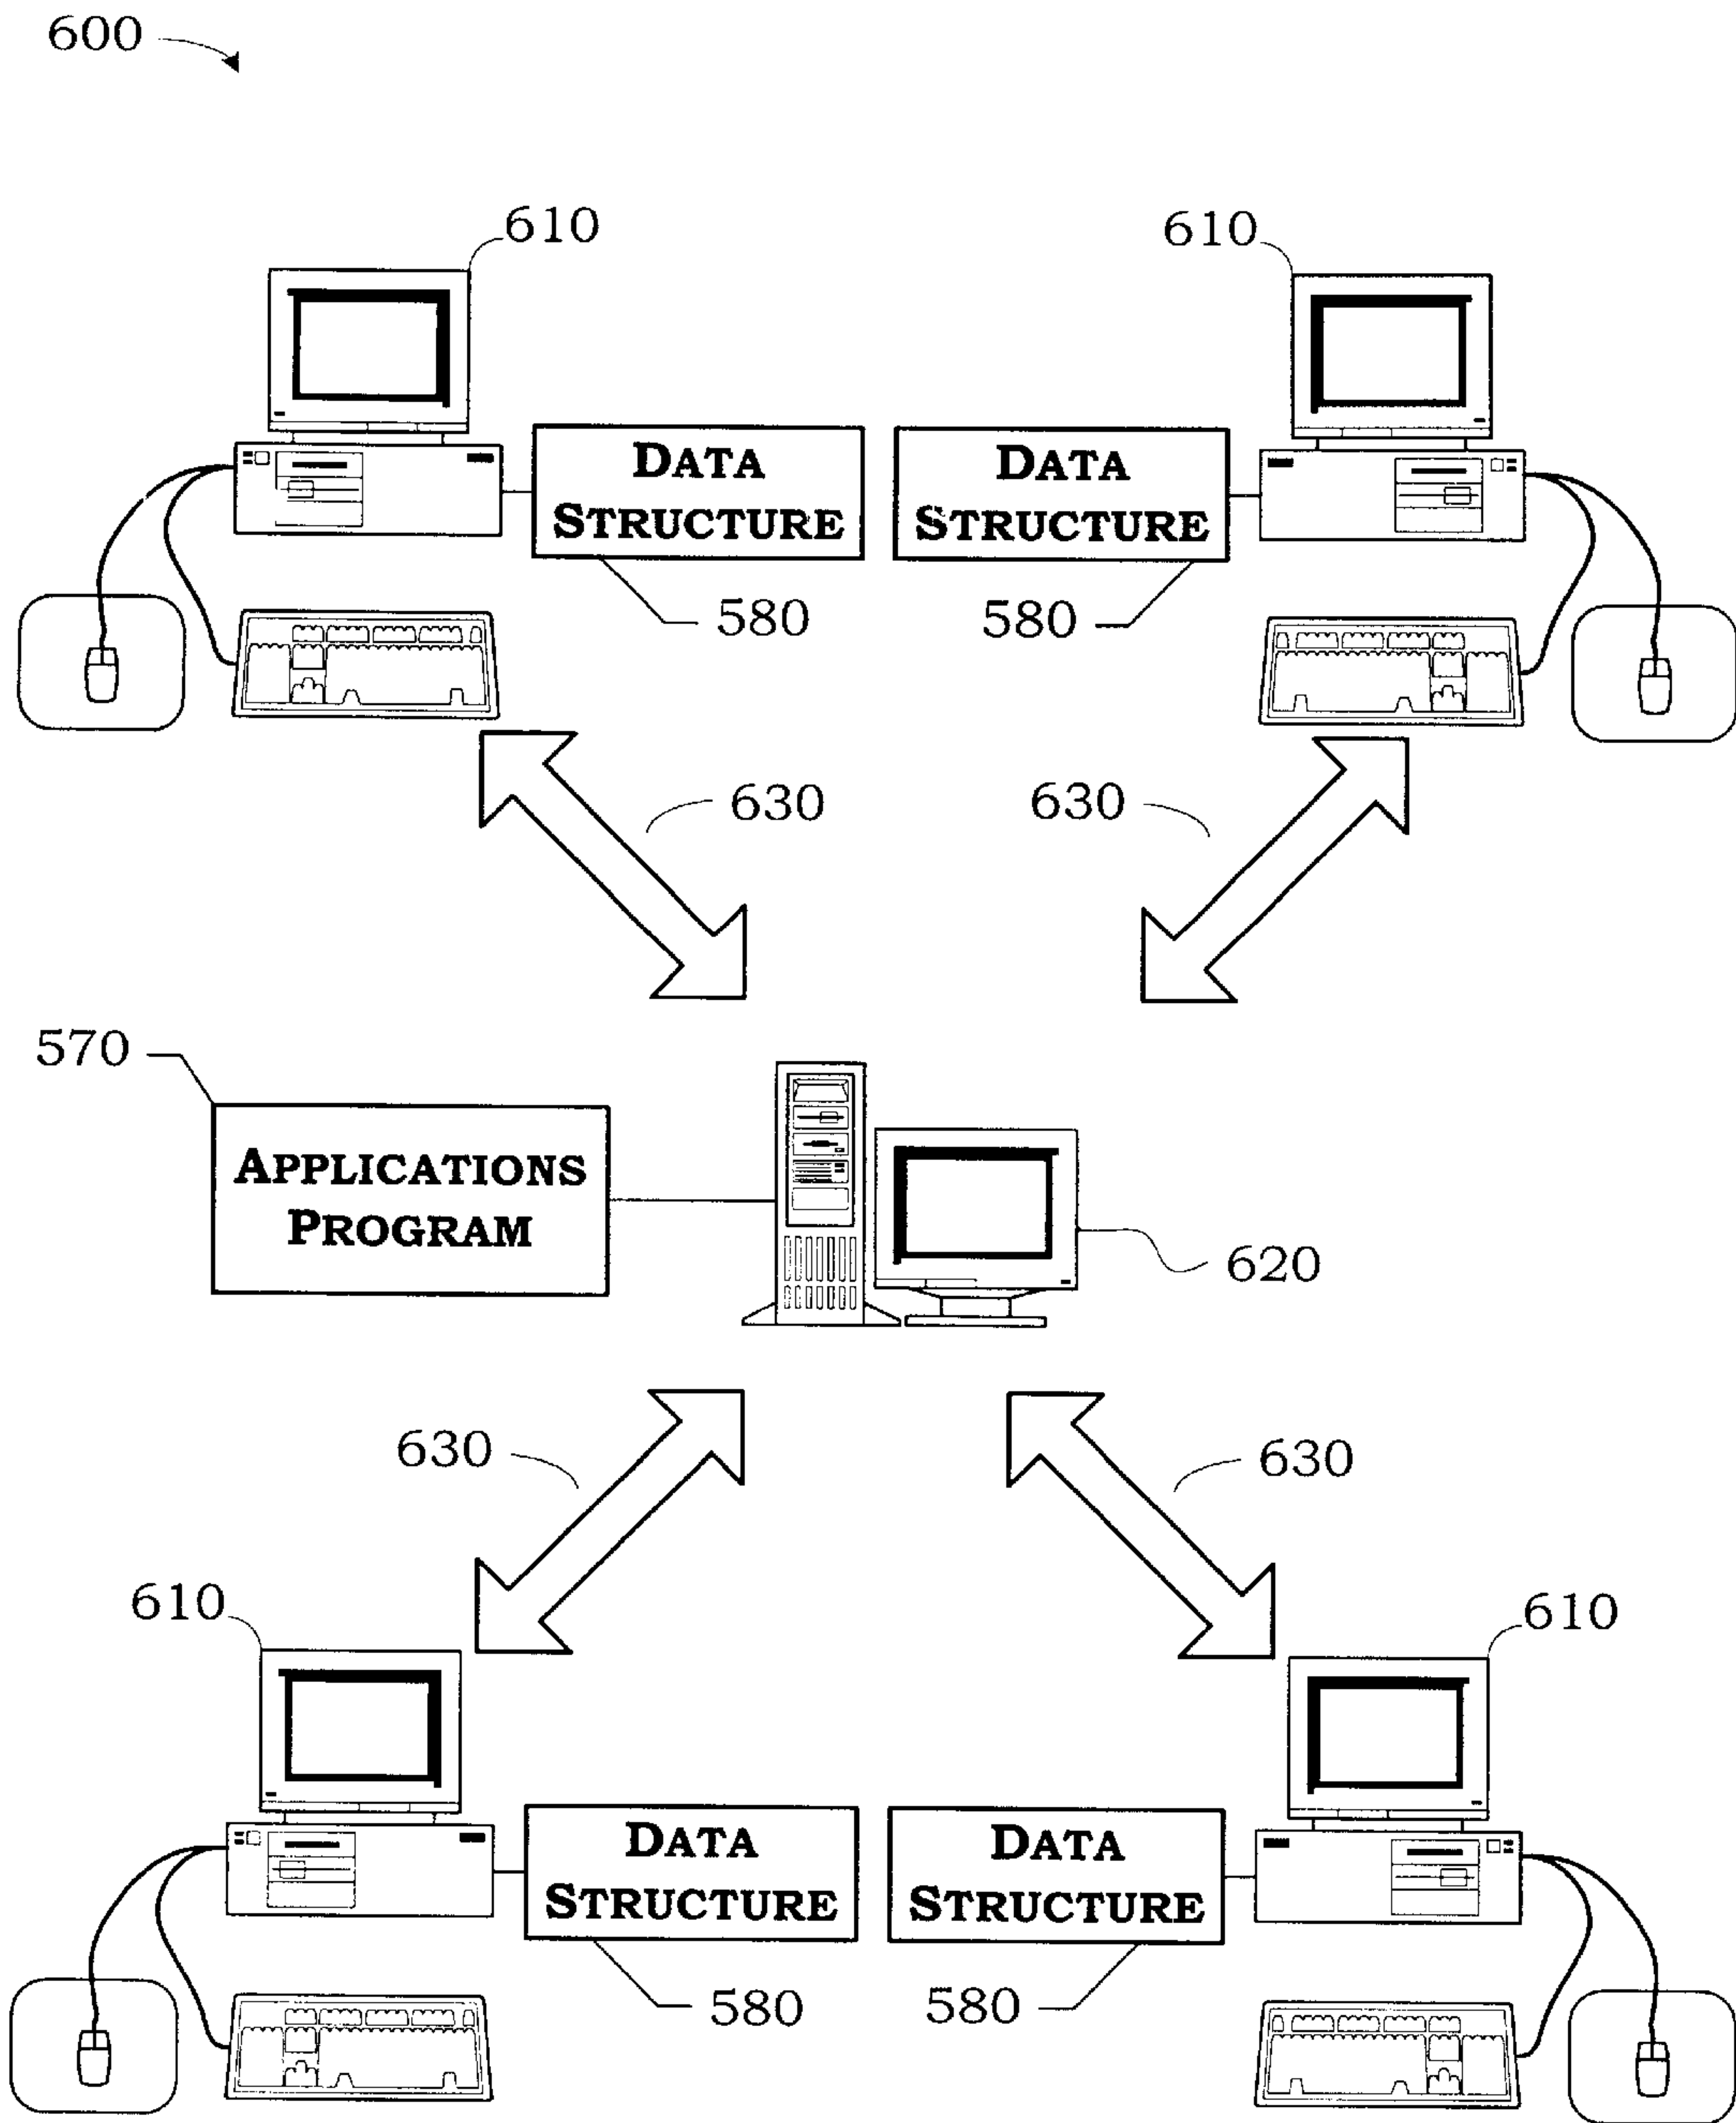 600
610
610
DATA
STRUCTURE
DATA
STRUCTURE
580
580
630
630
570
APPLICATIONS
PROGRAM
620
630
630
610
610
DATA
STRUCTURE
DATA
STRUCTURE
580
580